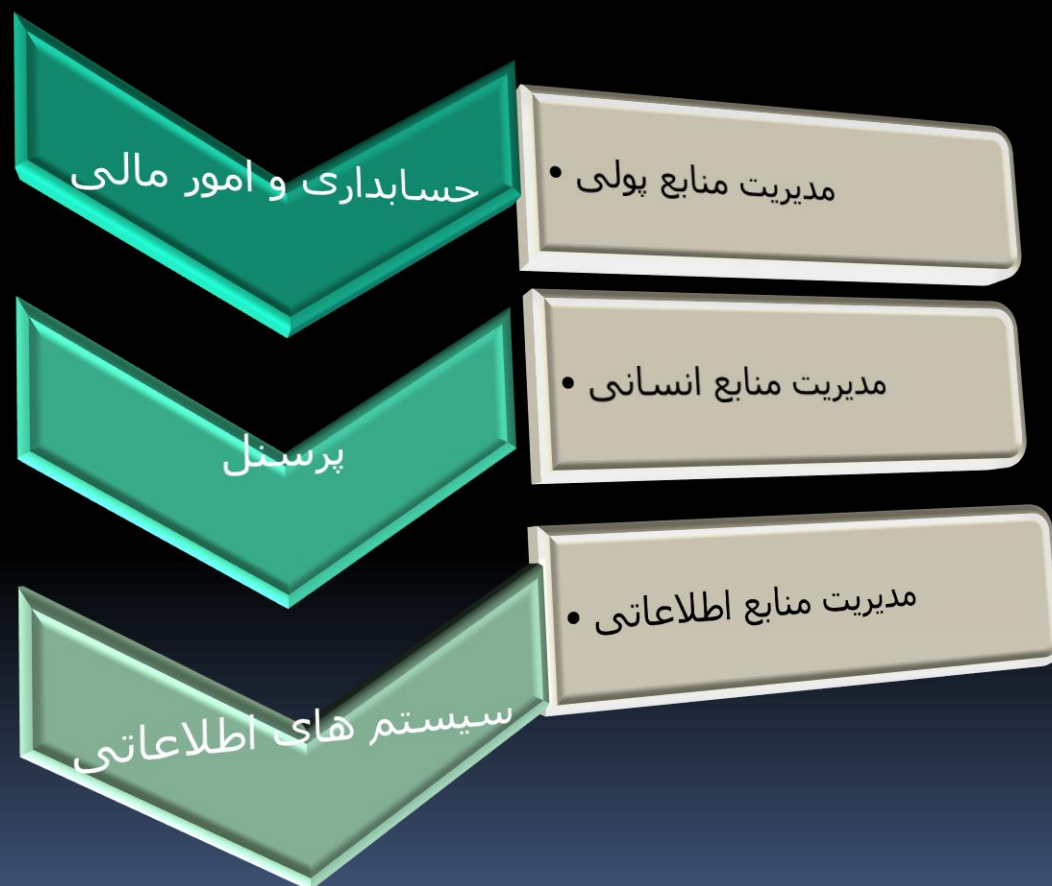 حسابداری و امور مالی
• مدیریت منابع پولی
پرسنل
• مدیریت منابع انسانی
سیستم های اطلاعاتی
• مدیریت منابع اطلاعاتی